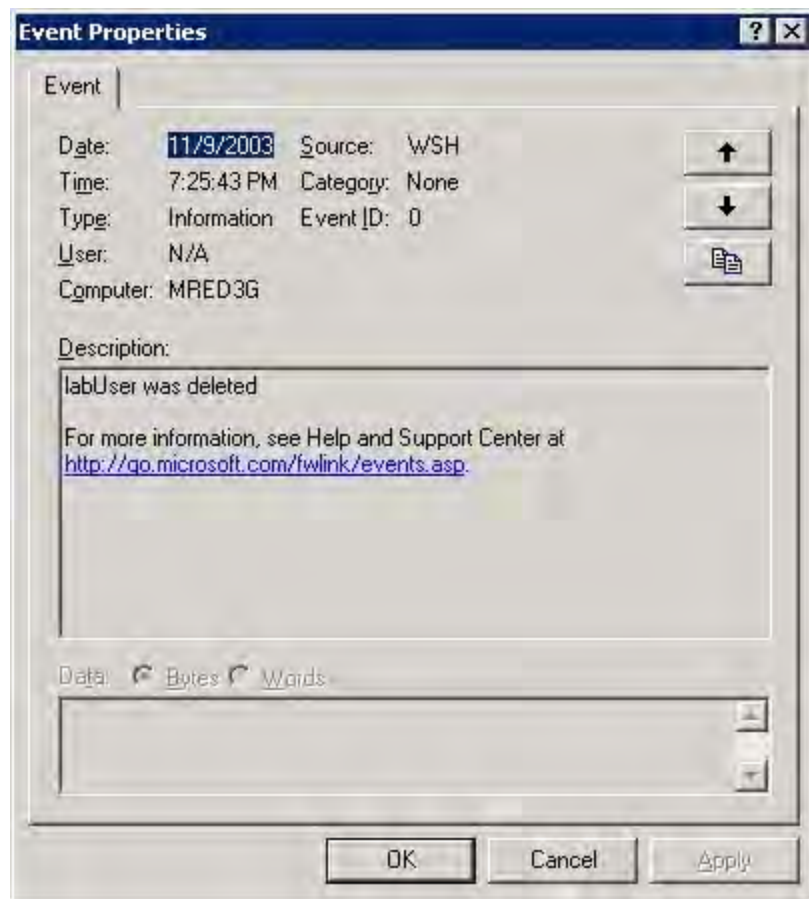 Event Properties
Event
Date: 11/9/2003 Source: WSH
Time: 7:25:43 PM Category: None
Type: Information Event ID: 0
User: N/A
Computer: MRED3G
Description:
labUser was deleted
For more information, see Help and Support Center at
http://go.microsoft.com/fwlink/events.asp.
Data: Bytes Words
OK Cancel Apply